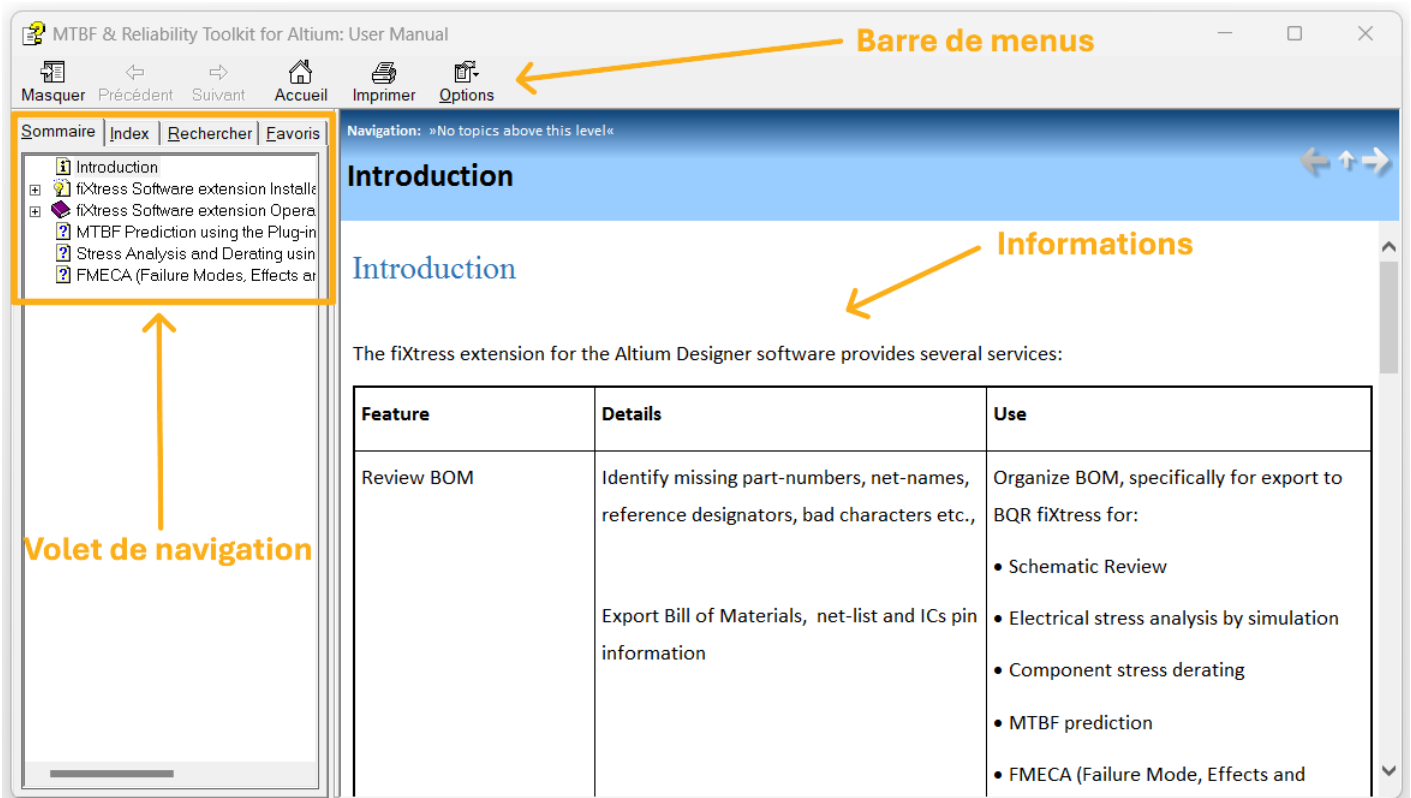 MTBF & Reliability Toolkit for Altium: User Manual
Barre de menus
Masquer Précédent Suivant Accueil Imprimer Options
Sommaire Index Rechercher Favoris
Introduction
fiXtress Software extension Installa
fiXtress Software extension Opera
MTBF Prediction using the Plug-in
Stress Analysis and Derating usin
FMECA (Failure Modes, Effects ar
Volet de navigation
Navigation: »No topics above this level«
Introduction
Informations
Introduction
The fiXtress extension for the Altium Designer software provides several services:
Feature Details Use
Review BOM
Identify missing part-numbers, net-names,
reference designators, bad characters etc.,
Export Bill of Materials, net-list and ICs pin
information
Organize BOM, specifically for export to
BQR fiXtress for:
• Schematic Review
• Electrical stress analysis by simulation
• Component stress derating
• MTBF prediction
• FMECA (Failure Mode, Effects and